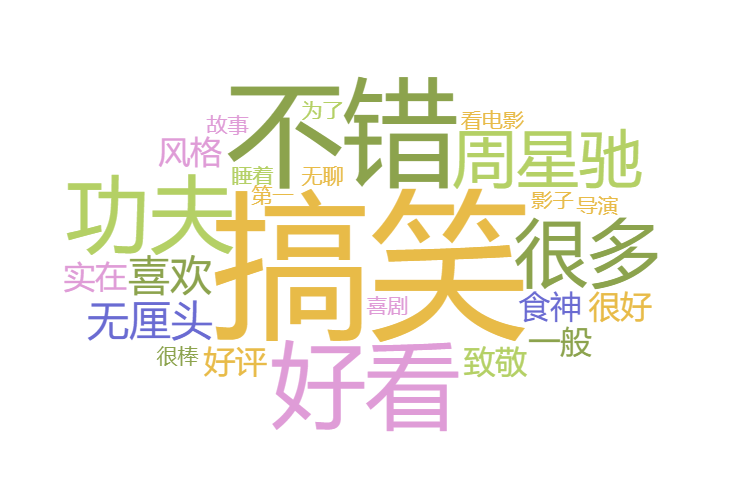 不错
为了
看电影
故事
风格
周星驰
睡着
无聊
功夫
第一
影子
导演
搞笑
很多
实在
喜欢
喜剧
无厘头
食神
很好
一般
很棒
好评
好看
致敬